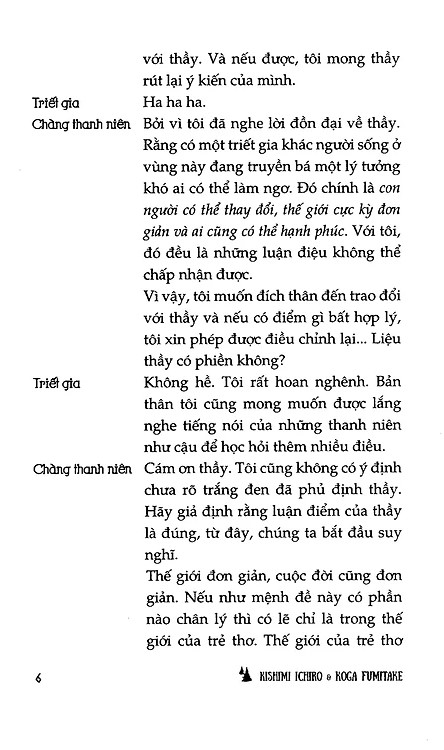 với thầy. Và nếu được, tôi mong thầy
rút lại ý kiến của mình.
Triết gia Ha ha ha.
Chàng thanh niên Bởi vì tôi đã nghe lời đồn đại về thầy.
Rằng có một triết gia khác người sống ở
vùng này đang truyền bá một lý tưởng
khó ai có thể làm ngơ. Đó chính là con
người có thể thay đổi, thế giới cực kỳ đơn
giản và ai cũng có thể hạnh phúc. Với tôi,
đó đều là những luận điệu không thể
chấp nhận được.
Vì vậy, tôi muốn đích thân đến trao đổi
với thầy và nếu có điểm gì bất hợp lý,
tôi xin phép được điều chỉnh lại... Liệu
thầy có phiền không?
Triết gia Không hề. Tôi rất hoan nghênh. Bản
thân tôi cũng mong muốn được lắng
nghe tiếng nói của những thanh niên
như cậu để học hỏi thêm nhiều điều.
Chàng thanh niên Cám ơn thầy. Tôi cũng không có ý định
chưa rõ trắng đen đã phủ định thầy.
Hãy giả định rằng luận điểm của thầy
là đúng, từ đây, chúng ta bắt đầu suy
nghĩ.
Thế giới đơn giản, cuộc đời cũng đơn
giản. Nếu như mệnh đề này có phần
nào chân lý thì có lẽ chỉ là trong thế
giới của trẻ thơ. Thế giới của trẻ thơ
6 KISHIMI ICHIRO & KOGA FUMITAKE